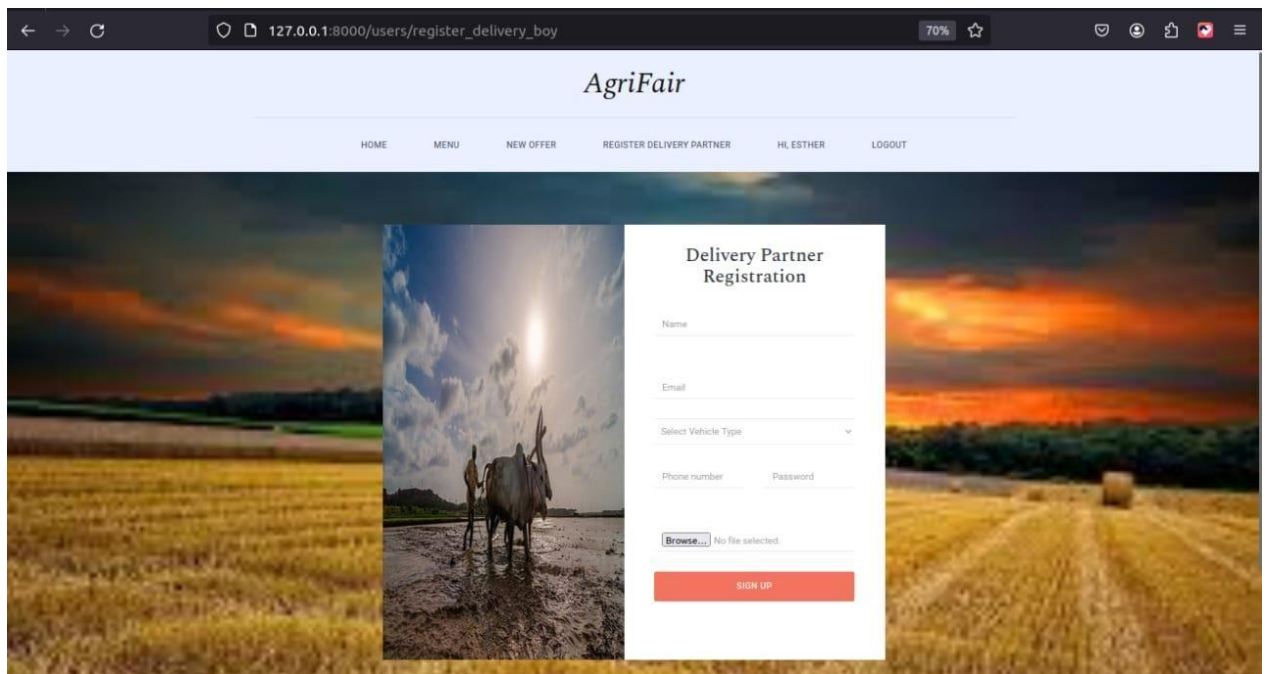 127.0.0.1:8000/users/register_delivery_boy 70%
AgriFair
HOME MENU NEW OFFER REGISTER DELIVERY PARTNER HI, ESTHER LOGOUT
Delivery Partner
Registration
Name
Email
Select Vehicle Type
Phone number Password
Browse... No file selected.
SIGN UP